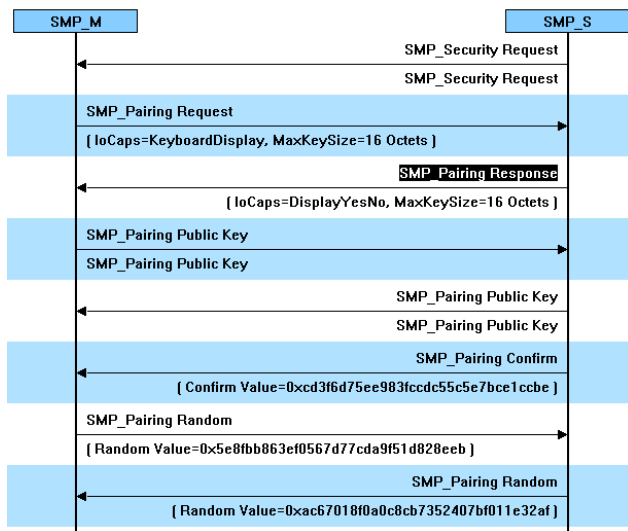 SMP_M
SMP_S
SMP_Security Request
SMP_Security Request
SMP_Pairing Request
( IoCaps=KeyboardDisplay, MaxKeySize=16 Octets )
SMP_Pairing Response
( IoCaps=DisplayYesNo, MaxKeySize=16 Octets )
SMP_Pairing Public Key
SMP_Pairing Public Key
SMP_Pairing Public Key
SMP_Pairing Public Key
SMP_Pairing Confirm
( Confirm Value=0xcd3f6d75ee983fccdc55c5e7bce1ccbe )
SMP_Pairing Random
( Random Value=0x5e8fbb863ef0567d77cda9f51d828eeb )
SMP_Pairing Random
( Random Value=0xac67018f0a0c8cb7352407bf011e32af )